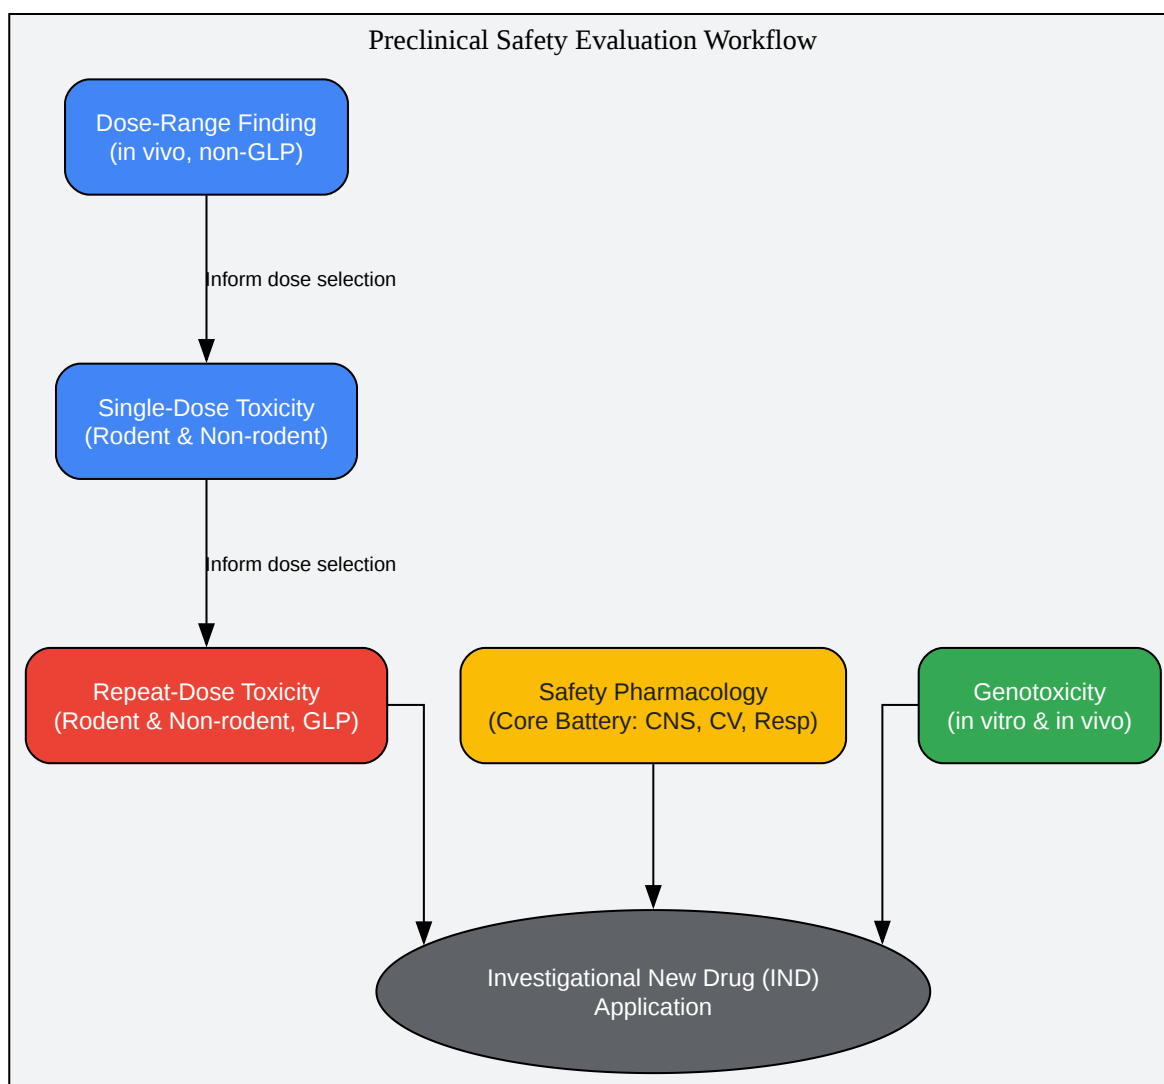 Preclinical Safety Evaluation Workflow
Dose-Range Finding
(in vivo, non-GLP)
Inform dose selection
Single-Dose Toxicity
(Rodent & Non-rodent)
Inform dose selection
Repeat-Dose Toxicity
(Rodent & Non-rodent, GLP)
Safety Pharmacology
(Core Battery: CNS, CV, Resp)
Genotoxicity
(in vitro & in vivo)
Investigational New Drug (IND)
Application